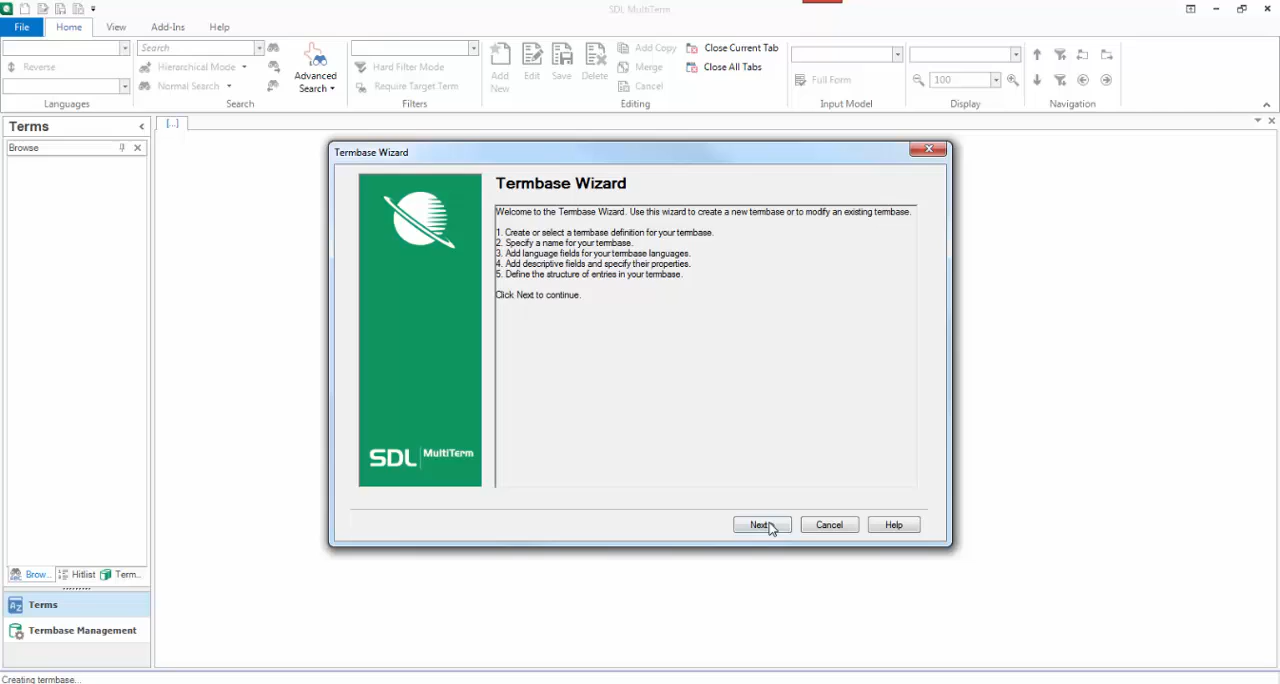 SDL MultiTerm
File Home View Add-Ins Help
Search
Reverse
Hierarchical Mode
Normal Search
Advanced
Search
Hard Filter Mode
Require Target Term
Add
New
Edit
Save
Delete
Add Copy
Merge
Cancel
Close Current Tab
Close All Tabs
Full Form
100
Languages
Search
Filters
Editing
Input Model
Display
Navigation
Terms
[...]
Browse
Termbase Wizard
Termbase Wizard
Welcome to the Termbase Wizard. Use this wizard to create a new termbase or to modify an existing termbase.
1. Create or select a termbase definition for your termbase.
2. Specify a name for your termbase.
3. Add language fields for your termbase languages.
4. Add descriptive fields and specify their properties.
5. Define the structure of entries in your termbase.
Click Next to continue.
SDL MultiTerm
Next
Cancel
Help
Brow... Hitlist Term...
Terms
Termbase Management
Creating termbase...